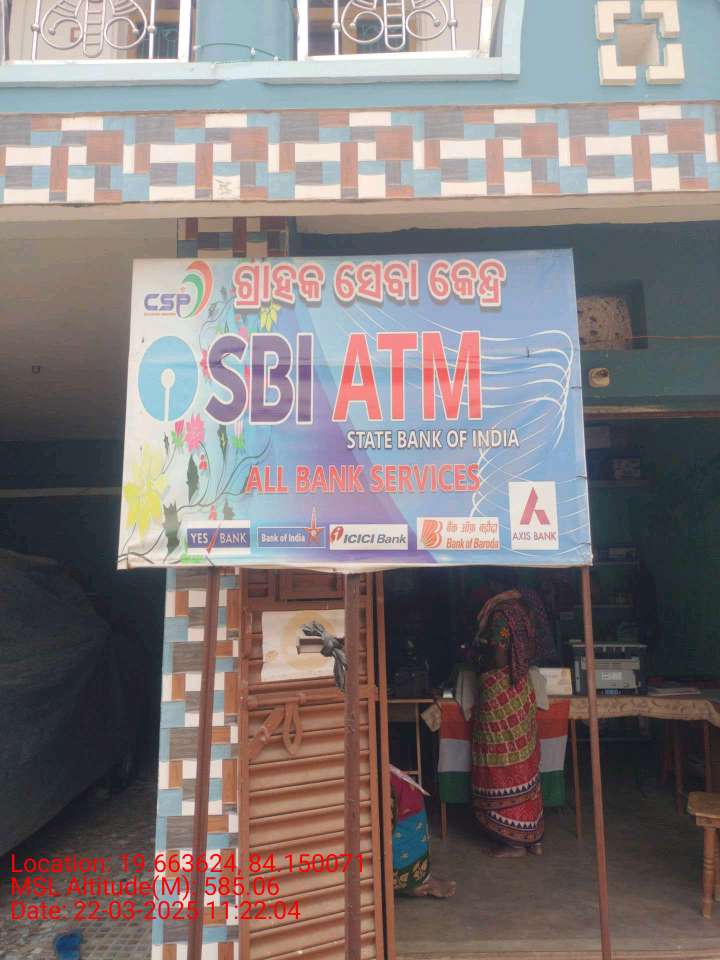 CSP
ଗ୍ରାହକ ସେବା କେନ୍ଦ୍ର
SBI ATM
STATE BANK OF INDIA
ALL BANK SERVICES
YES BANK
Bank of India
ICICI Bank
बैंक ऑफ़ बड़ौदा
Bank of Baroda
AXIS BANK
Location: 19.663624, 84.150071
MSL Altitude(M): 585.06
Date: 22-03-2025 11:22:04